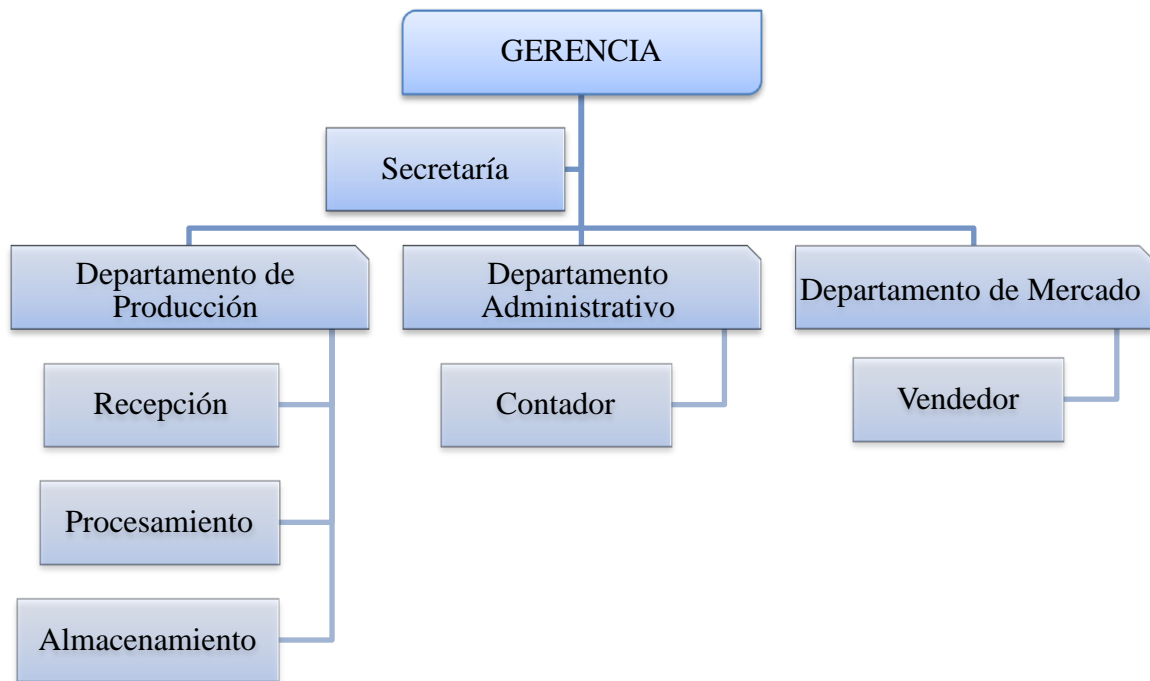 GERENCIA
Secretaría
Departamento de
Producción
Departamento
Administrativo
Departamento de Mercado
Recepción
Contador
Vendedor
Procesamiento
Almacenamiento